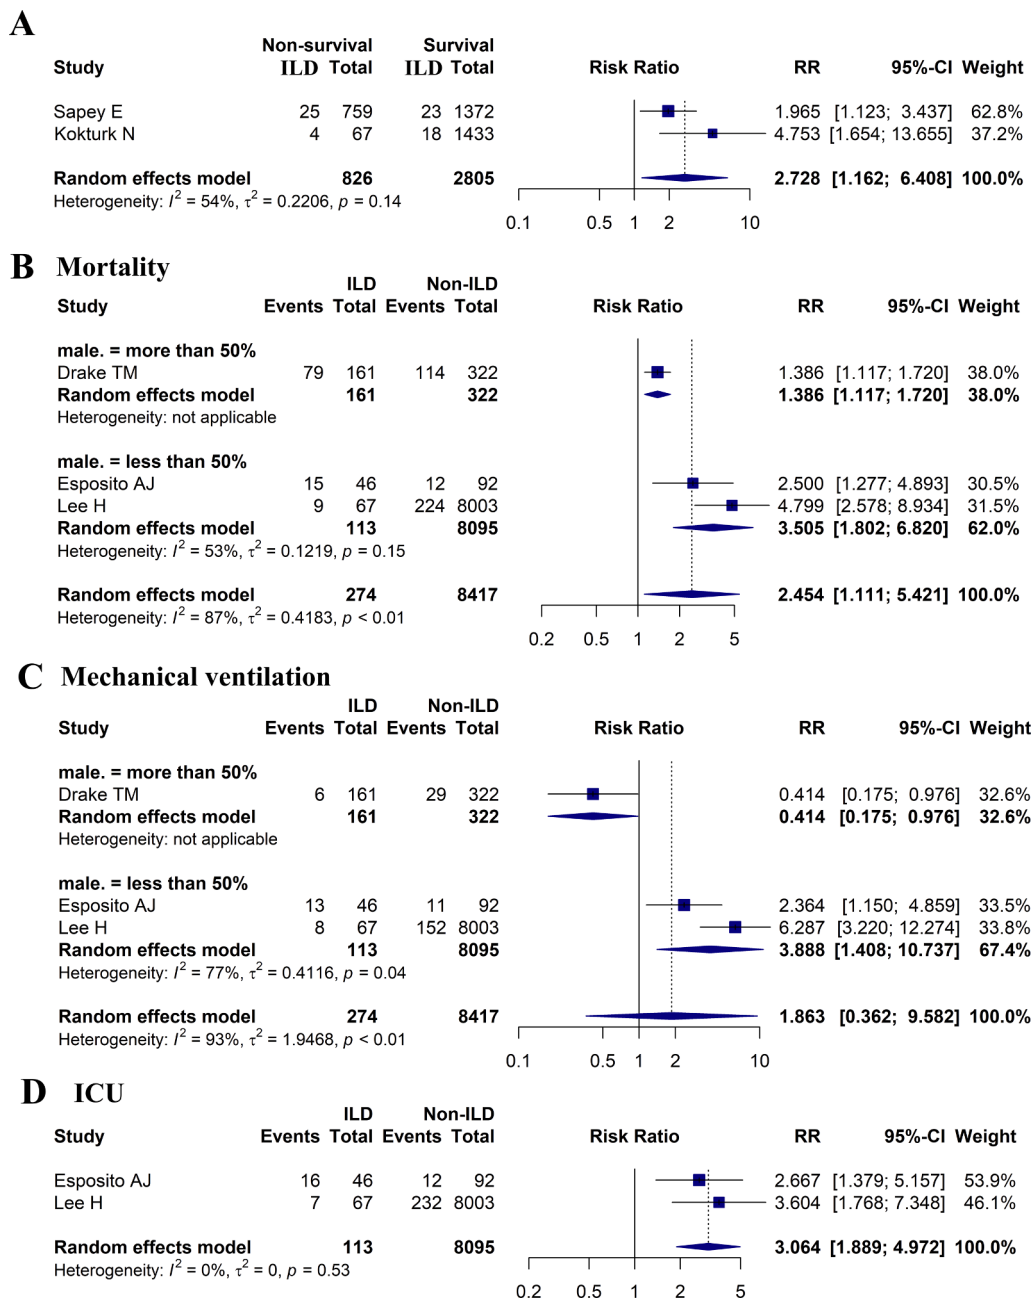 A
Non-survival Survival
Study ILD Total ILD Total Risk Ratio RR 95%-CI Weight
Sapey E 25 759 23 1372 1.965 [1.123; 3.437] 62.8%
Kokturk N 4 67 18 1433 4.753 [1.654; 13.655] 37.2%
Random effects model 826 2805 2.728 [1.162; 6.408] 100.0%
Heterogeneity: I² = 54%, τ² = 0.2206, p = 0.14
0.1 0.5 1 2 10
B Mortality
ILD Non-ILD
Study Events Total Events Total Risk Ratio RR 95%-CI Weight
male. = more than 50%
Drake TM 79 161 114 322 1.386 [1.117; 1.720] 38.0%
Random effects model 161 322 1.386 [1.117; 1.720] 38.0%
Heterogeneity: not applicable
male. = less than 50%
Esposito AJ 15 46 12 92 2.500 [1.277; 4.893] 30.5%
Lee H 9 67 224 8003 4.799 [2.578; 8.934] 31.5%
Random effects model 113 8095 3.505 [1.802; 6.820] 62.0%
Heterogeneity: I² = 53%, τ² = 0.1219, p = 0.15
Random effects model 274 8417 2.454 [1.111; 5.421] 100.0%
Heterogeneity: I² = 87%, τ² = 0.4183, p < 0.01
0.2 0.5 1 2 5
C Mechanical ventilation
ILD Non-ILD
Study Events Total Events Total Risk Ratio RR 95%-CI Weight
male. = more than 50%
Drake TM 6 161 29 322 0.414 [0.175; 0.976] 32.6%
Random effects model 161 322 0.414 [0.175; 0.976] 32.6%
Heterogeneity: not applicable
male. = less than 50%
Esposito AJ 13 46 11 92 2.364 [1.150; 4.859] 33.5%
Lee H 8 67 152 8003 6.287 [3.220; 12.274] 33.8%
Random effects model 113 8095 3.888 [1.408; 10.737] 67.4%
Heterogeneity: I² = 77%, τ² = 0.4116, p = 0.04
Random effects model 274 8417 1.863 [0.362; 9.582] 100.0%
Heterogeneity: I² = 93%, τ² = 1.9468, p < 0.01
0.1 0.5 1 2 10
D ICU
ILD Non-ILD
Study Events Total Events Total Risk Ratio RR 95%-CI Weight
Esposito AJ 16 46 12 92 2.667 [1.379; 5.157] 53.9%
Lee H 7 67 232 8003 3.604 [1.768; 7.348] 46.1%
Random effects model 113 8095 3.064 [1.889; 4.972] 100.0%
Heterogeneity: I² = 0%, τ² = 0, p = 0.53
0.2 0.5 1 2 5